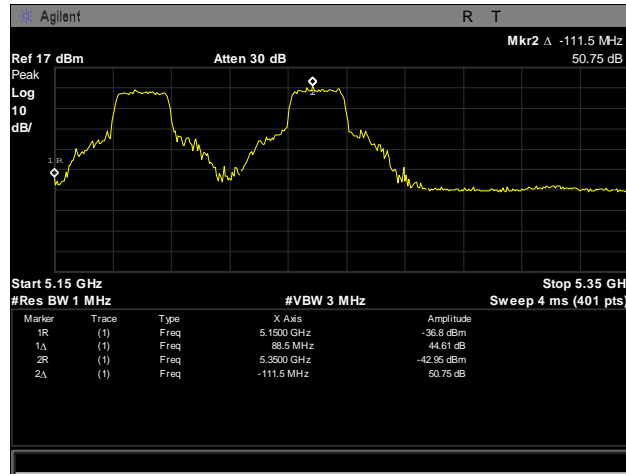 Agilent R T
Mkr2 Δ -111.5 MHz
Ref 17 dBm Atten 30 dB 50.75 dB
Peak
Log
10
dB/
1R
1
Start 5.15 GHz Stop 5.35 GH
#Res BW 1 MHz #VBW 3 MHz Sweep 4 ms (401 pts)
Marker Trace Type X Axis Amplitude
1R (1) Freq 5.1500 GHz -36.8 dBm
1Δ (1) Freq 88.5 MHz 44.61 dB
2R (1) Freq 5.3500 GHz -42.95 dBm
2Δ (1) Freq -111.5 MHz 50.75 dB